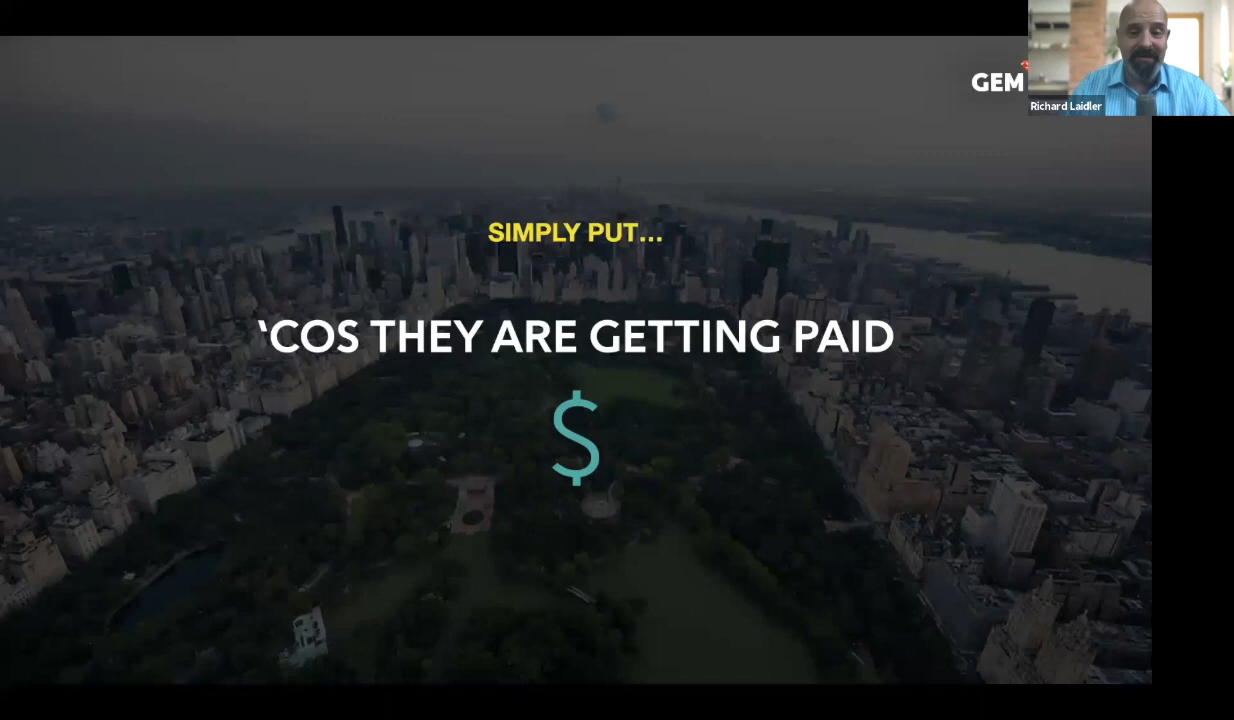 GEM
Richard Laidler
SIMPLY PUT...
‘COS THEY ARE GETTING PAID
$